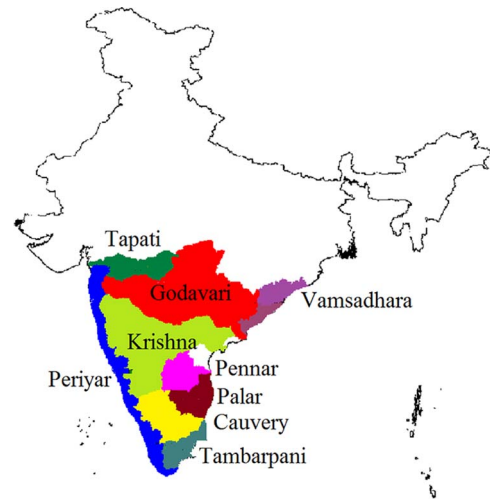 Tapati
Godavari
Vamsadhara
Krishna
Pennar
Periyar
Palar
Cauvery
Tambarpani